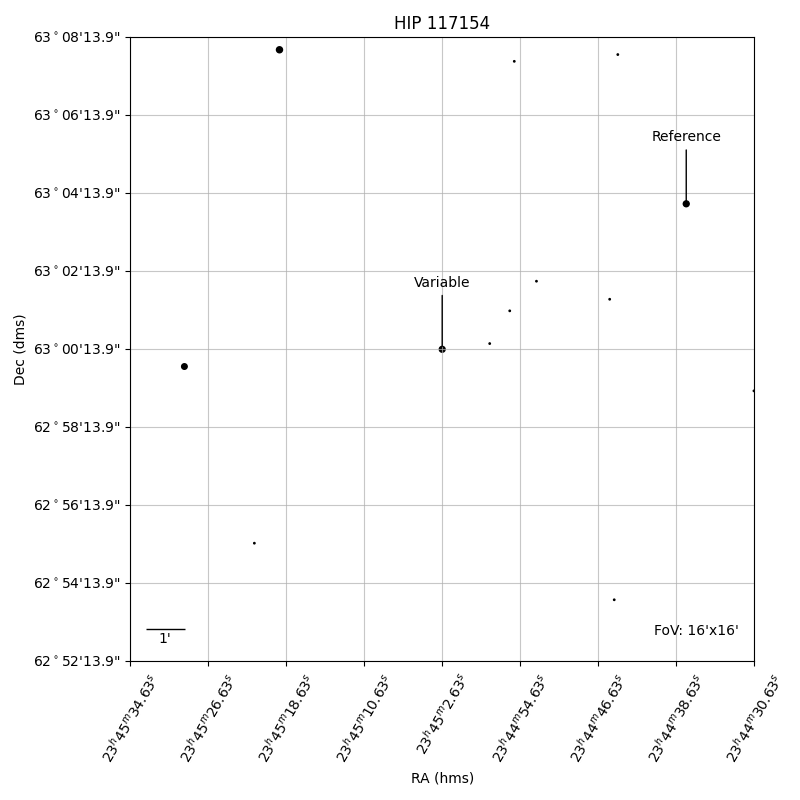 HIP 117154
63°08'13.9"
63°06'13.9"
Reference
63°04'13.9"
63°02'13.9"
Variable
63°00'13.9"
Dec (dms)
62°58'13.9"
62°56'13.9"
62°54'13.9"
FoV: 16'x16'
1'
62°52'13.9"
23ʰ45ᵐ34.63ˢ
23ʰ45ᵐ26.63ˢ
23ʰ45ᵐ18.63ˢ
23ʰ45ᵐ10.63ˢ
23ʰ45ᵐ2.63ˢ
23ʰ44ᵐ54.63ˢ
23ʰ44ᵐ46.63ˢ
23ʰ44ᵐ38.63ˢ
23ʰ44ᵐ30.63ˢ
RA (hms)